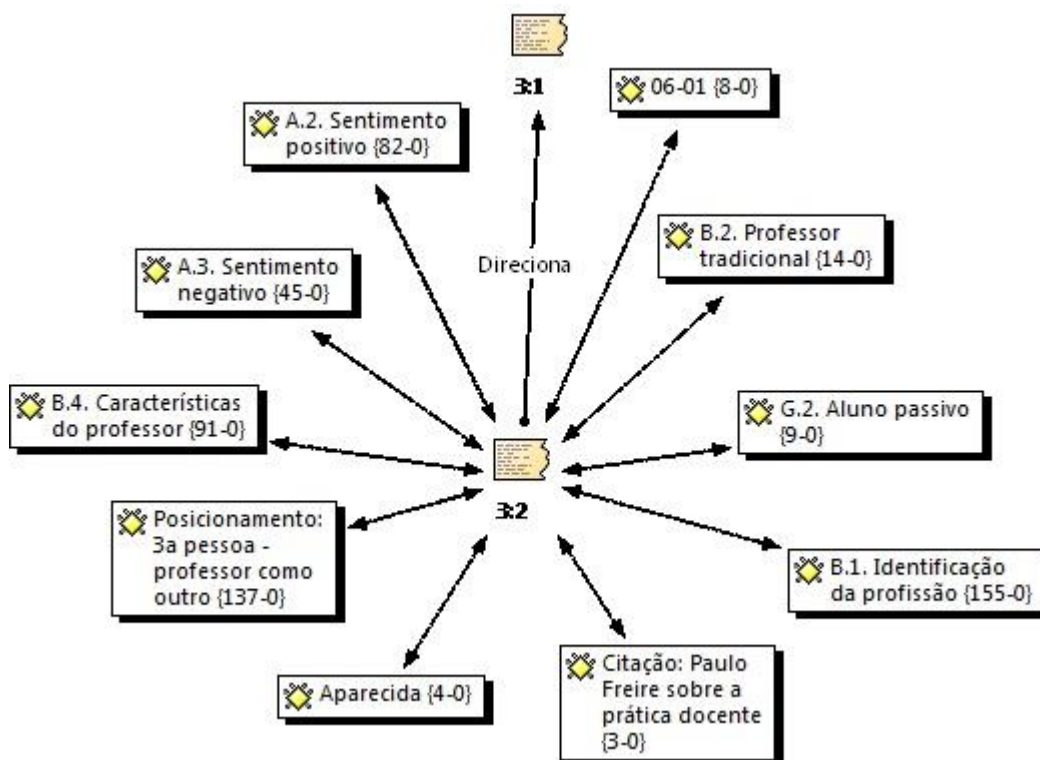 3:1
06-01 {8-0}
A.2. Sentimento
positivo {82-0}
B.2. Professor
tradicional {14-0}
Direciona
A.3. Sentimento
negativo {45-0}
B.4. Características
do professor {91-0}
G.2. Aluno passivo
{9-0}
3:2
Posicionamento:
3a pessoa -
professor como
outro {137-0}
B.1. Identificação
da profissão {155-0}
Aparecida {4-0}
Citação: Paulo
Freire sobre a
prática docente
{3-0}